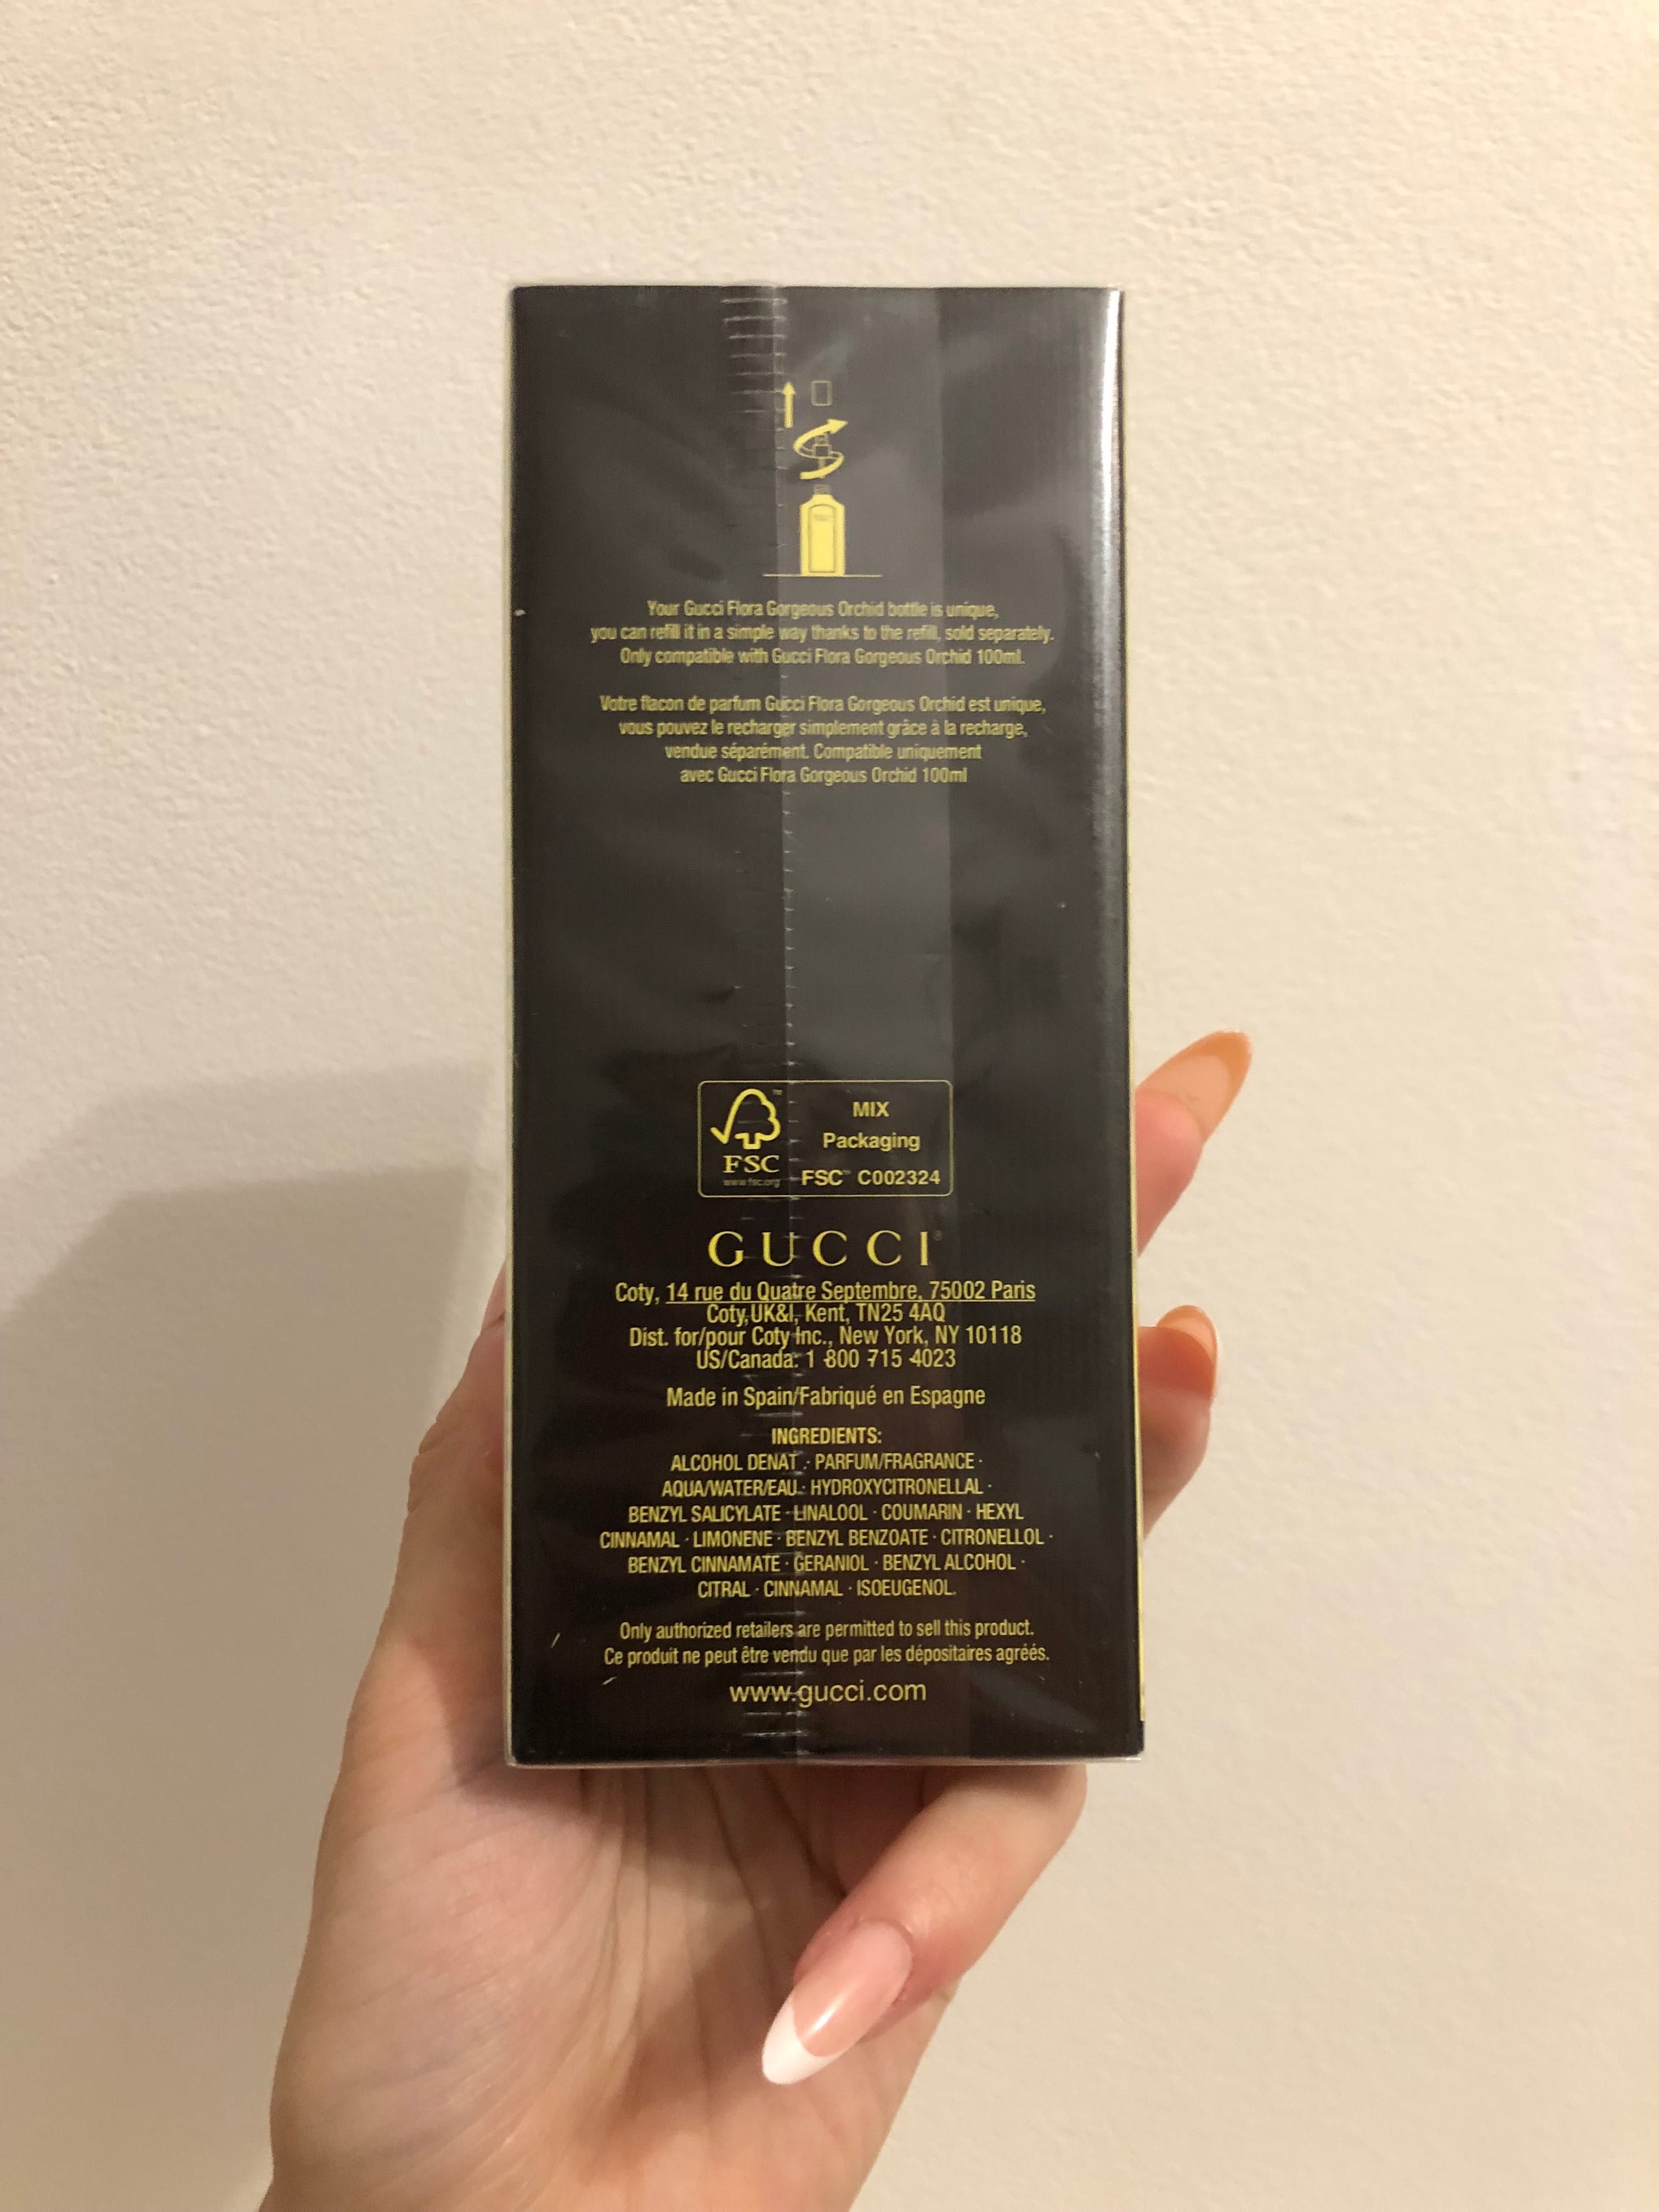 Your Gucci Flora Gorgeous Orchid bottle is unique,
you can refill it in a simple way thanks to the refill, sold separately.
Only compatible with Gucci Flora Gorgeous Orchid 100ml.
Votre flacon de parfum Gucci Flora Gorgeous Orchid est unique,
vous pouvez le recharger simplement grâce à la recharge,
vendue séparément. Compatible uniquement
avec Gucci Flora Gorgeous Orchid 100ml
FSC™
www.fsc.org
MIX
Packaging
FSC™ C002324
GUCCI®
Coty, 14 rue du Quatre Septembre, 75002 Paris
Coty,UK&I, Kent, TN25 4AQ
Dist. for/pour Coty Inc., New York, NY 10118
US/Canada: 1 800 715 4023
Made in Spain/Fabriqué en Espagne
INGREDIENTS:
ALCOHOL DENAT. · PARFUM/FRAGRANCE ·
AQUA/WATER/EAU · HYDROXYCITRONELLAL ·
BENZYL SALICYLATE · LINALOOL · COUMARIN · HEXYL
CINNAMAL · LIMONENE · BENZYL BENZOATE · CITRONELLOL ·
BENZYL CINNAMATE · GERANIOL · BENZYL ALCOHOL ·
CITRAL · CINNAMAL · ISOEUGENOL.
Only authorized retailers are permitted to sell this product.
Ce produit ne peut être vendu que par les dépositaires agréés.
www.gucci.com